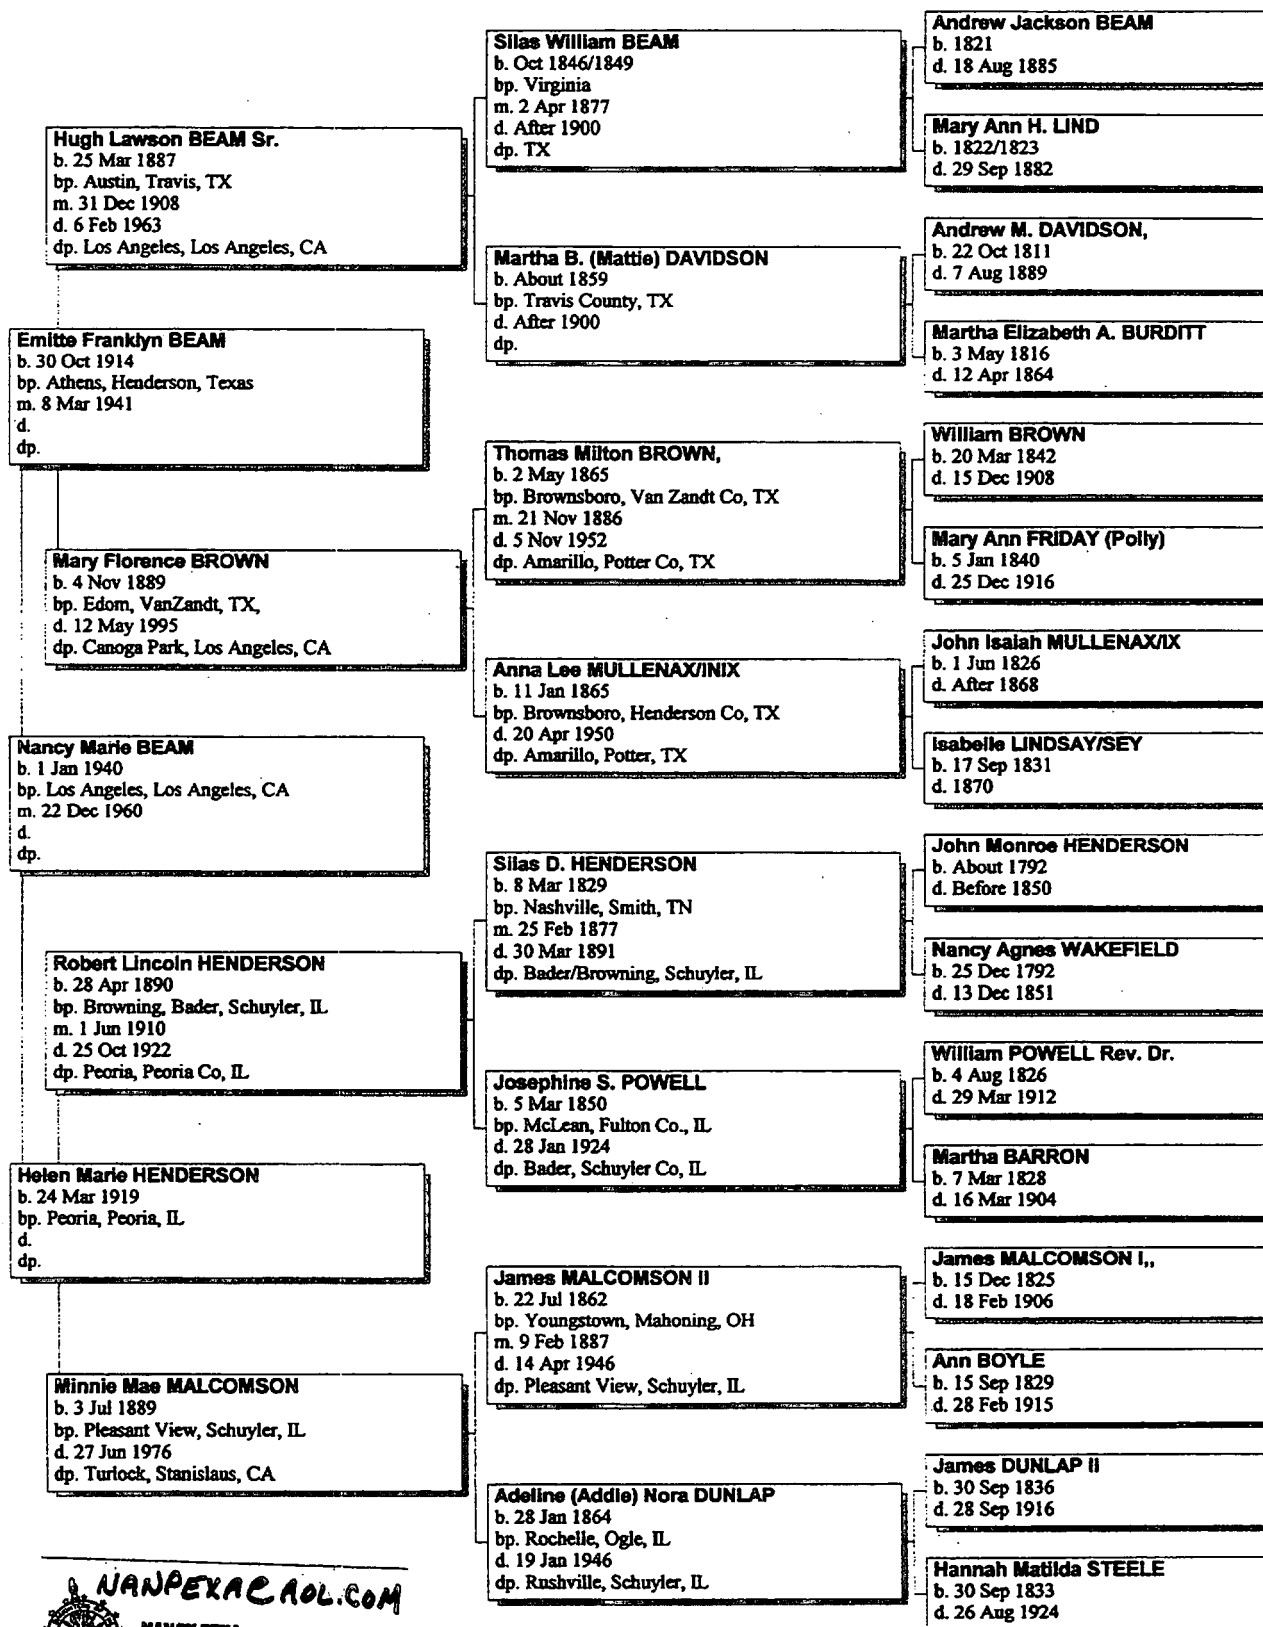 Andrew Jackson BEAM
b. 1821
d. 18 Aug 1885
Silas William BEAM
b. Oct 1846/1849
bp. Virginia
m. 2 Apr 1877
d. After 1900
dp. TX
Mary Ann H. LIND
b. 1822/1823
d. 29 Sep 1882
Hugh Lawson BEAM Sr.
b. 25 Mar 1887
bp. Austin, Travis, TX
m. 31 Dec 1908
d. 6 Feb 1963
dp. Los Angeles, Los Angeles, CA
Andrew M. DAVIDSON,
b. 22 Oct 1811
d. 7 Aug 1889
Martha B. (Mattie) DAVIDSON
b. About 1859
bp. Travis County, TX
d. After 1900
dp.
Martha Elizabeth A. BURDITT
b. 3 May 1816
d. 12 Apr 1864
Emitte Franklyn BEAM
b. 30 Oct 1914
bp. Athens, Henderson, Texas
m. 8 Mar 1941
d.
dp.
William BROWN
b. 20 Mar 1842
d. 15 Dec 1908
Thomas Milton BROWN,
b. 2 May 1865
bp. Brownsboro, Van Zandt Co, TX
m. 21 Nov 1886
d. 5 Nov 1952
dp. Amarillo, Potter Co, TX
Mary Ann FRIDAY (Polly)
b. 5 Jan 1840
d. 25 Dec 1916
Mary Florence BROWN
b. 4 Nov 1889
bp. Edom, VanZandt, TX,
d. 12 May 1995
dp. Canoga Park, Los Angeles, CA
John Isaiah MULLENAX/IX
b. 1 Jun 1826
d. After 1868
Anna Lee MULLENAX/INIX
b. 11 Jan 1865
bp. Brownsboro, Henderson Co, TX
d. 20 Apr 1950
dp. Amarillo, Potter, TX
Isabelle LINDSAY/SEY
b. 17 Sep 1831
d. 1870
Nancy Marie BEAM
b. 1 Jan 1940
bp. Los Angeles, Los Angeles, CA
m. 22 Dec 1960
d.
dp.
John Monroe HENDERSON
b. About 1792
d. Before 1850
Silas D. HENDERSON
b. 8 Mar 1829
bp. Nashville, Smith, TN
m. 25 Feb 1877
d. 30 Mar 1891
dp. Bader/Browning, Schuyler, IL
Nancy Agnes WAKEFIELD
b. 25 Dec 1792
d. 13 Dec 1851
Robert Lincoln HENDERSON
b. 28 Apr 1890
bp. Browning, Bader, Schuyler, IL
m. 1 Jun 1910
d. 25 Oct 1922
dp. Peoria, Peoria Co, IL
William POWELL Rev. Dr.
b. 4 Aug 1826
d. 29 Mar 1912
Josephine S. POWELL
b. 5 Mar 1850
bp. McLean, Fulton Co., IL
d. 28 Jan 1924
dp. Bader, Schuyler Co, IL
Martha BARRON
b. 7 Mar 1828
d. 16 Mar 1904
Helen Marie HENDERSON
b. 24 Mar 1919
bp. Peoria, Peoria, IL
d.
dp.
James MALCOMSON I,,
b. 15 Dec 1825
d. 18 Feb 1906
James MALCOMSON II
b. 22 Jul 1862
bp. Youngstown, Mahoning, OH
m. 9 Feb 1887
d. 14 Apr 1946
dp. Pleasant View, Schuyler, IL
Ann BOYLE
b. 15 Sep 1829
d. 28 Feb 1915
Minnie Mae MALCOMSON
b. 3 Jul 1889
bp. Pleasant View, Schuyler, IL
d. 27 Jun 1976
dp. Turlock, Stanislaus, CA
James DUNLAP II
b. 30 Sep 1836
d. 28 Sep 1916
Adeline (Addie) Nora DUNLAP
b. 28 Jan 1864
bp. Rochelle, Ogle, IL
d. 19 Jan 1946
dp. Rushville, Schuyler, IL
Hannah Matilda STEELE
b. 30 Sep 1833
d. 26 Aug 1924
NANPEXA@AOL.COM